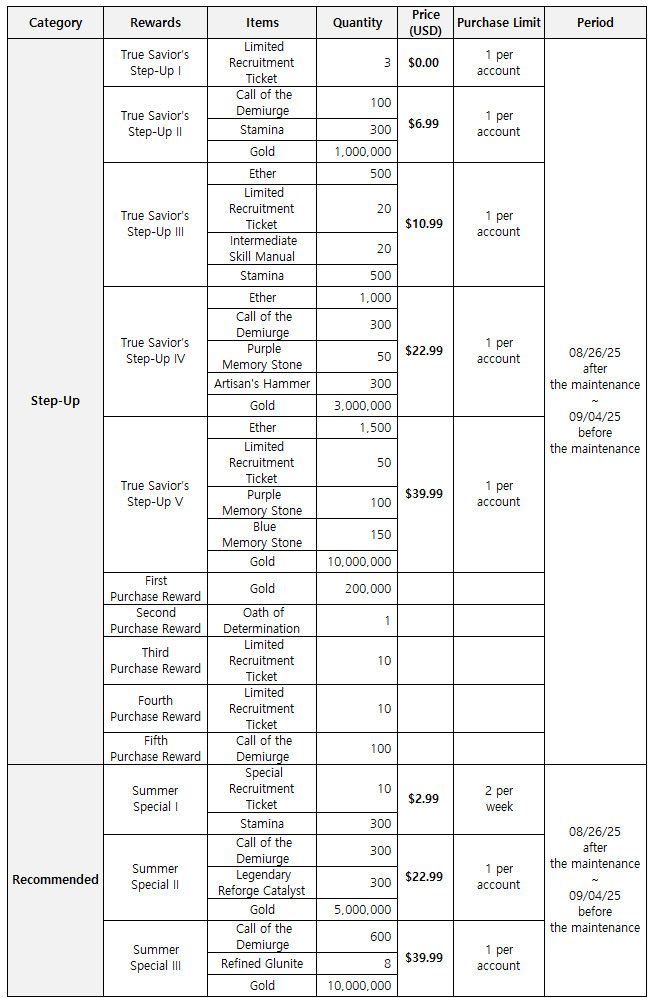 Category
Rewards
Items
Quantity
Price
(USD)
Purchase Limit
Period
Step-Up
True Savior's
Step-Up I
Limited
Recruitment
Ticket
3
$0.00
1 per
account
08/26/25
after
the maintenance
~
09/04/25
before
the maintenance
True Savior's
Step-Up II
Call of the
Demiurge
100
$6.99
1 per
account
Stamina
300
Gold
1,000,000
True Savior's
Step-Up III
Ether
500
$10.99
1 per
account
Limited
Recruitment
Ticket
20
Intermediate
Skill Manual
20
Stamina
500
True Savior's
Step-Up IV
Ether
1,000
$22.99
1 per
account
Call of the
Demiurge
300
Purple
Memory Stone
50
Artisan's Hammer
300
Gold
3,000,000
True Savior's
Step-Up V
Ether
1,500
$39.99
1 per
account
Limited
Recruitment
Ticket
50
Purple
Memory Stone
100
Blue
Memory Stone
150
Gold
10,000,000
First
Purchase Reward
Gold
200,000
Second
Purchase Reward
Oath of
Determination
1
Third
Purchase Reward
Limited
Recruitment
Ticket
10
Fourth
Purchase Reward
Limited
Recruitment
Ticket
10
Fifth
Purchase Reward
Call of the
Demiurge
100
Recommended
Summer
Special I
Special
Recruitment
Ticket
10
$2.99
2 per
week
08/26/25
after
the maintenance
~
09/04/25
before
the maintenance
Stamina
300
Summer
Special II
Call of the
Demiurge
300
$22.99
1 per
account
Legendary
Reforge Catalyst
300
Gold
5,000,000
Summer
Special III
Call of the
Demiurge
600
$39.99
1 per
account
Refined Glunite
8
Gold
10,000,000